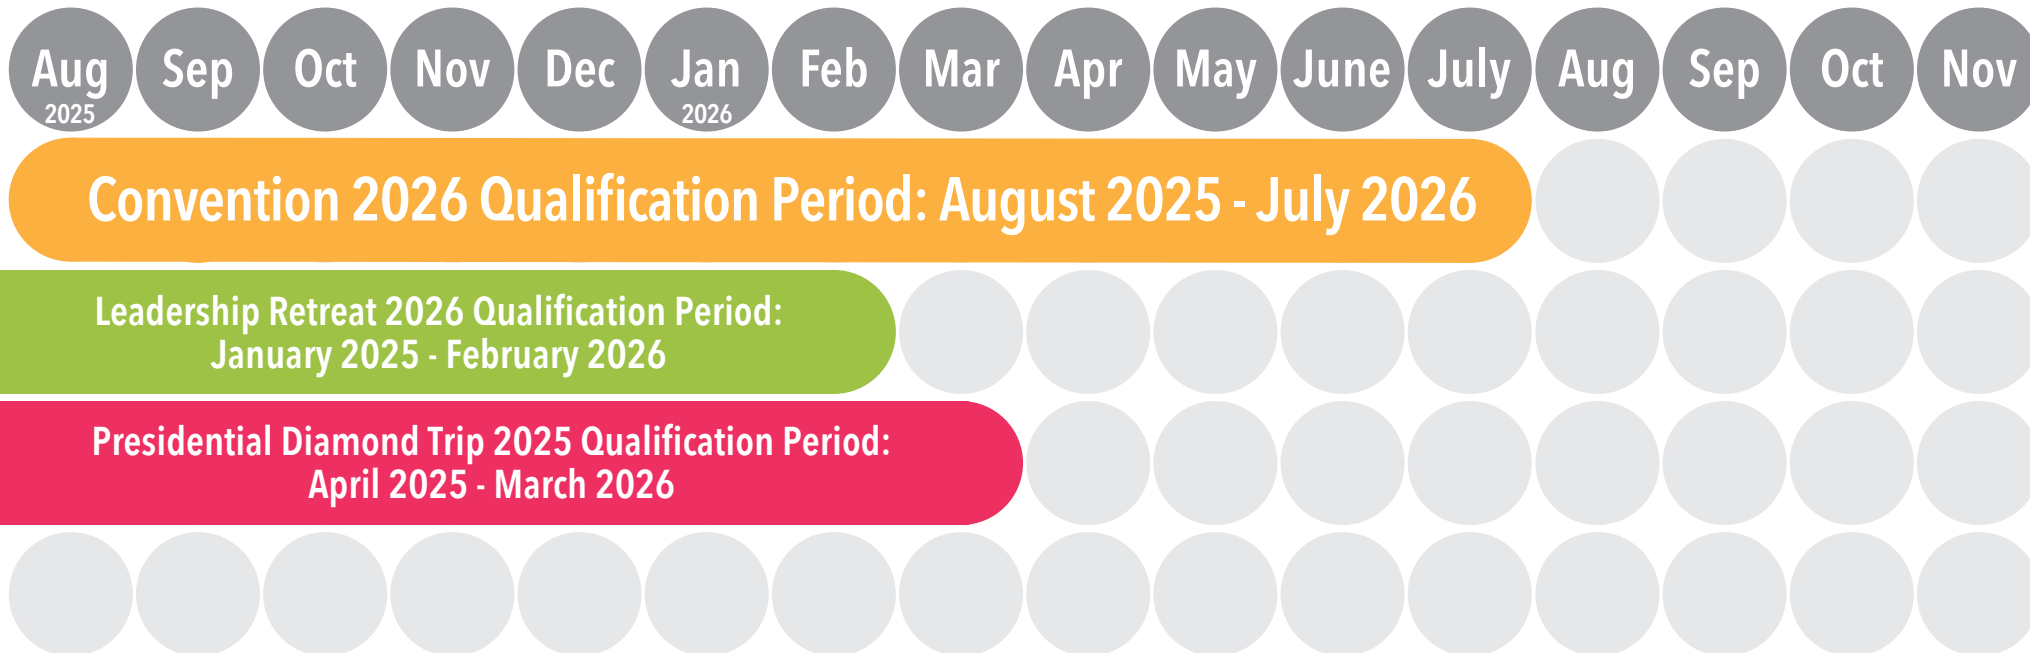 Aug Sep Oct Nov Dec Jan Feb Mar Apr May June July Aug Sep Oct Nov
2025 2026
Convention 2026 Qualification Period: August 2025 - July 2026
Leadership Retreat 2026 Qualification Period:
January 2025 - February 2026
Presidential Diamond Trip 2025 Qualification Period:
April 2025 - March 2026